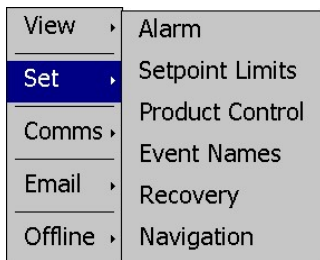 View
Set
Comms
Email
Offline
Alarm
Setpoint Limits
Product Control
Event Names
Recovery
Navigation